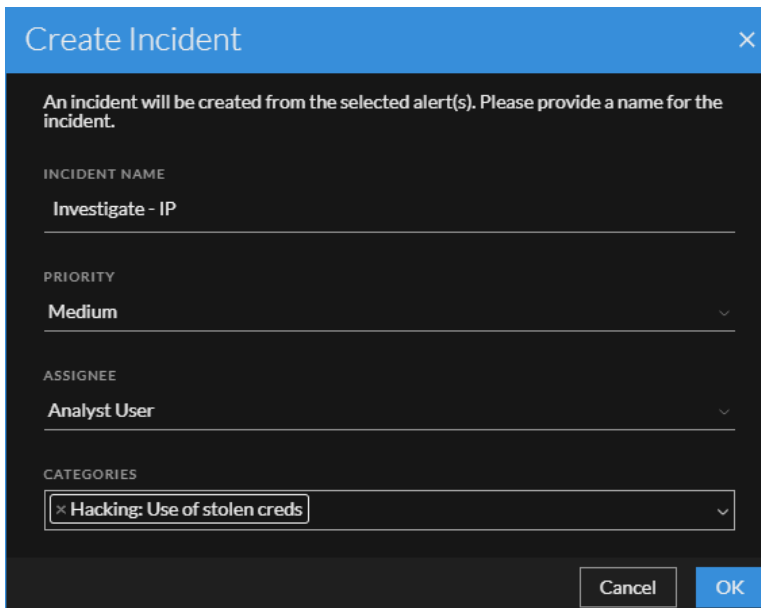 Create Incident
An incident will be created from the selected alert(s). Please provide a name for the
incident.
INCIDENT NAME
Investigate - IP
PRIORITY
Medium
ASSIGNEE
Analyst User
CATEGORIES
× Hacking: Use of stolen creds
Cancel OK